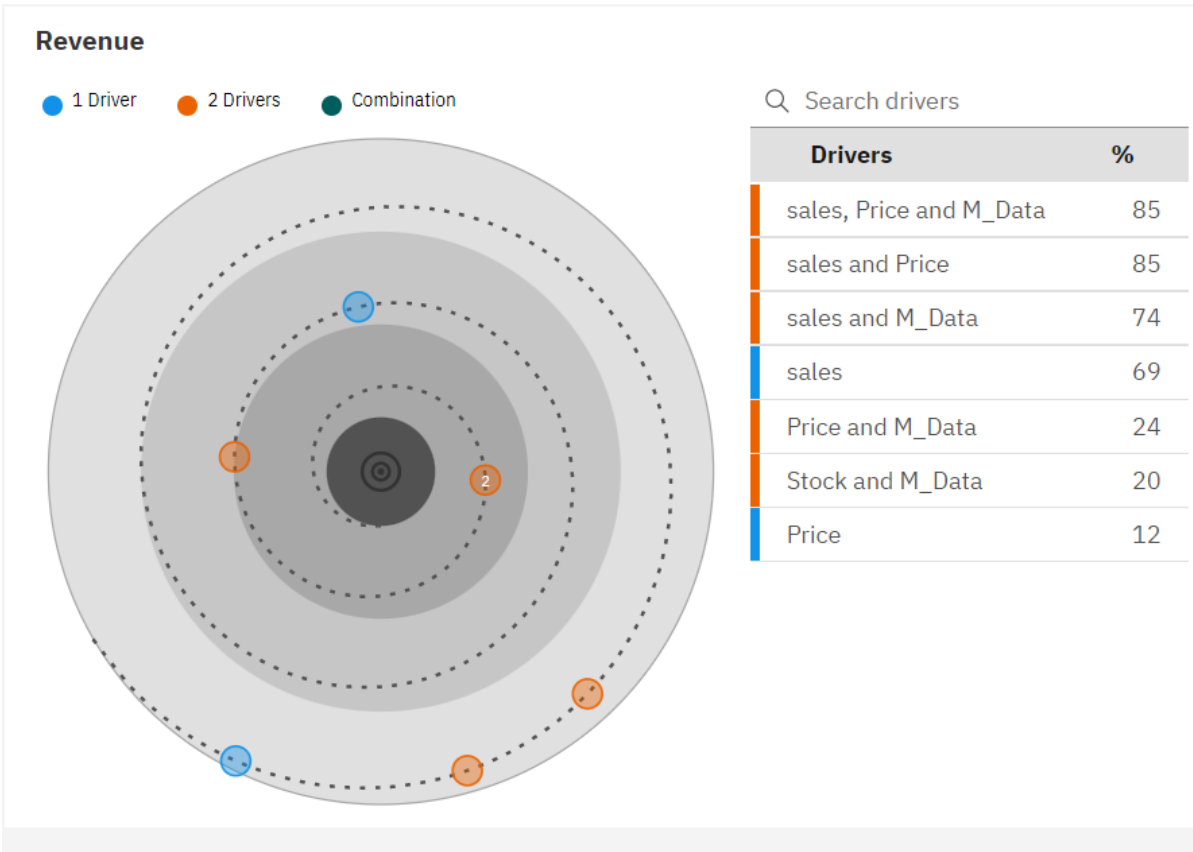 Revenue
1 Driver 2 Drivers Combination
Search drivers
Drivers %
sales, Price and M_Data 85
sales and Price 85
sales and M_Data 74
sales 69
Price and M_Data 24
Stock and M_Data 20
Price 12
2